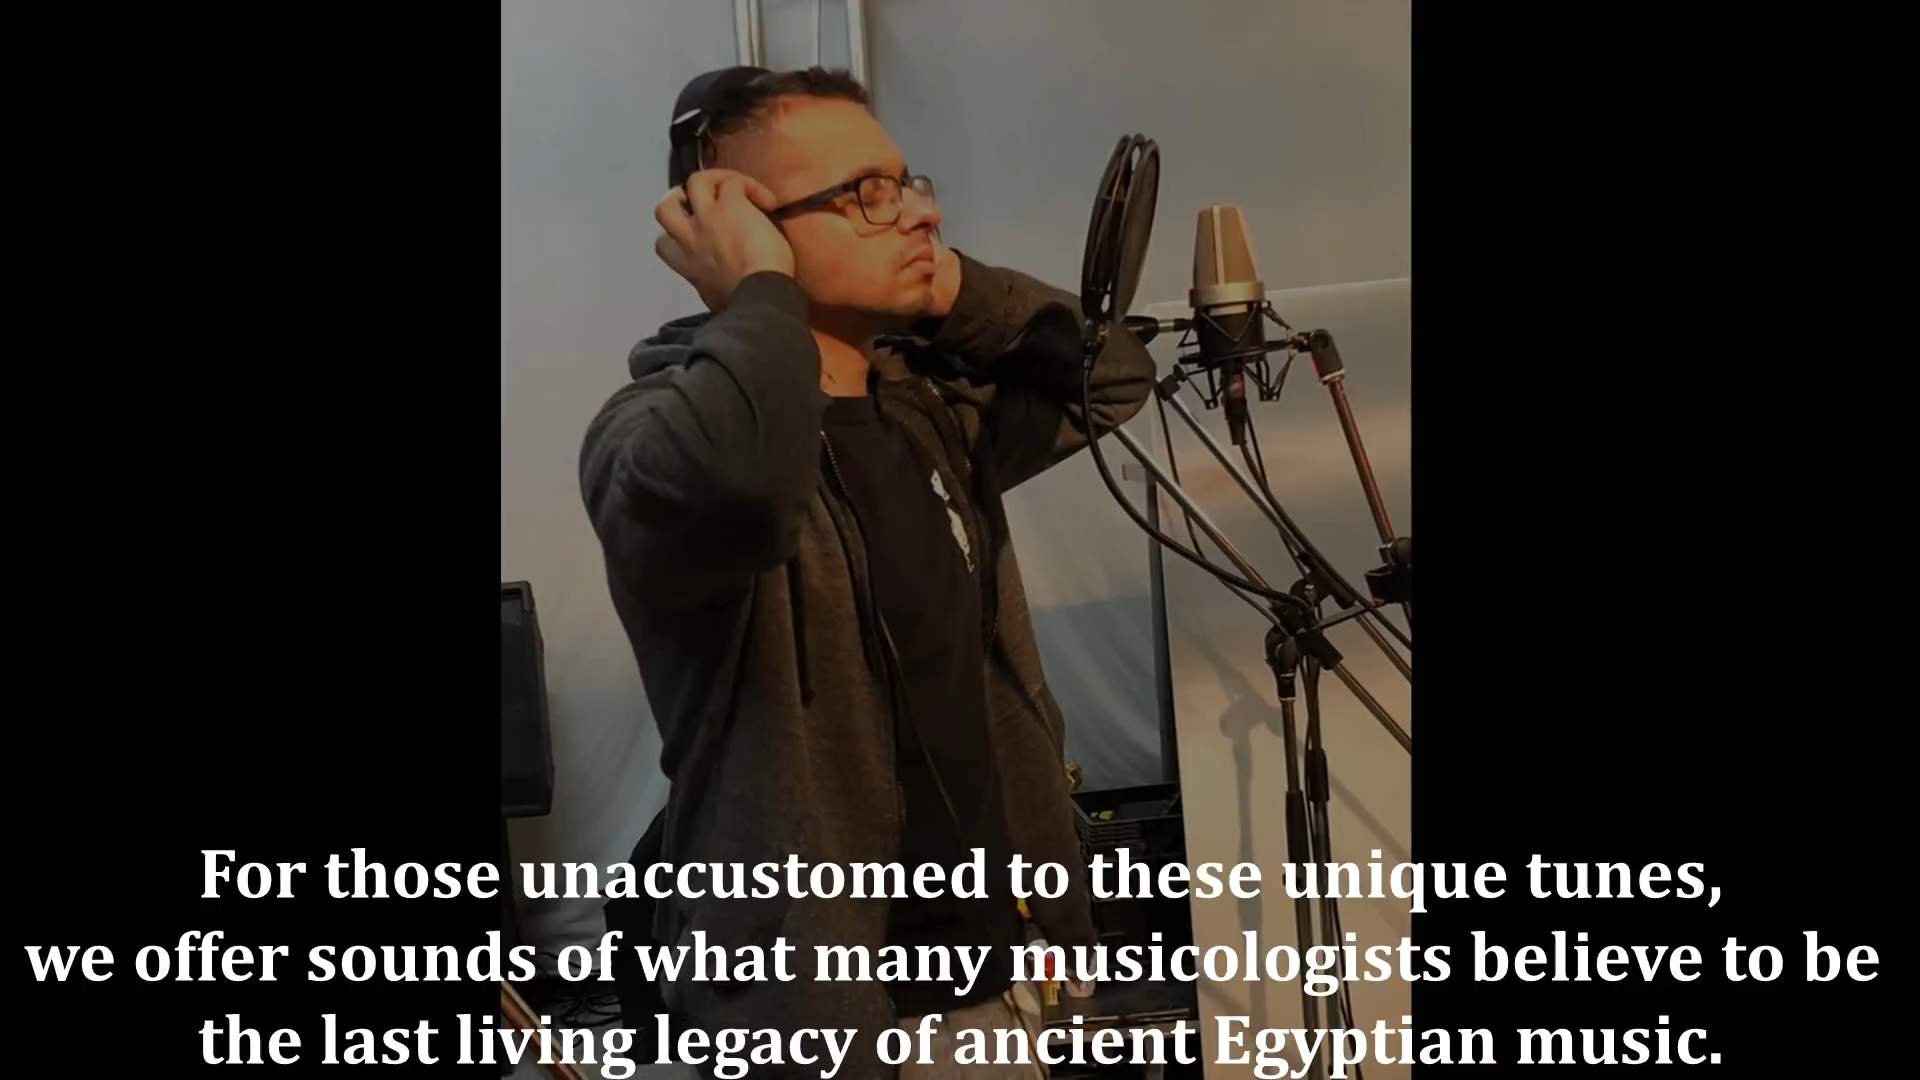 For those unaccustomed to these unique tunes,
we offer sounds of what many musicologists believe to be
the last living legacy of ancient Egyptian music.